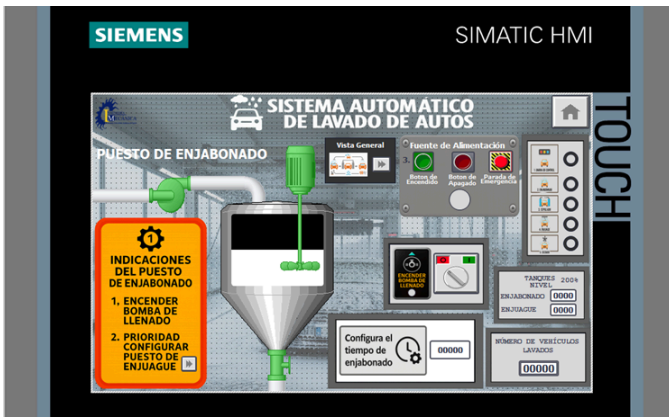 SIEMENS
SIMATIC HMI
TOUCH
SISTEMA AUTOMÁTICO
DE LAVADO DE AUTOS
PUESTO DE ENJABONADO
Vista General
Fuente de Alimentación
3.
Boton de
Encendido
Boton de
Apagado
Parada de
Emergencia
1
INDICACIONES
DEL PUESTO
DE ENJABONADO
1. ENCENDER
BOMBA DE
LLENADO
2. PRIORIDAD
CONFIGURAR
PUESTO DE
ENJUAGUE
ENCENDER
BOMBA DE
LLENADO
O I
Configura el
tiempo de
enjabonado
00000
TANQUES 200%
NIVEL
ENJABONADO 0000
ENJUAGUE 0000
NÚMERO DE VEHÍCULOS
LAVADOS
00000